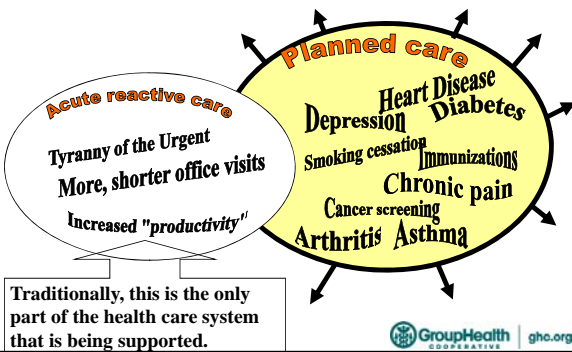 Planned care
Acute reactive care
Tyranny of the Urgent
More, shorter office visits
Increased "productivity"
Heart Disease
Depression
Diabetes
Smoking cessation
Immunizations
Chronic pain
Cancer screening
Arthritis
Asthma
Traditionally, this is the only
part of the health care system
that is being supported.
GroupHealth
COOPERATIVE
ghc.org